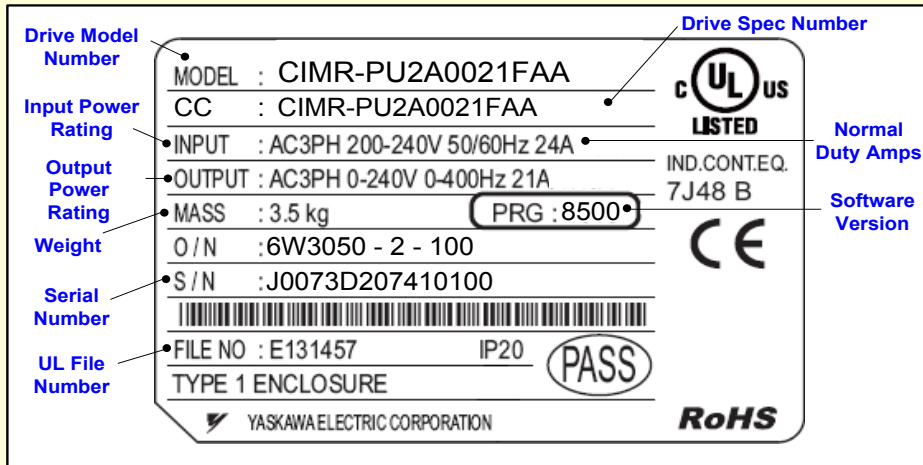 Drive Model
Number
Drive Spec Number
MODEL : CIMR-PU2A0021FAA
CC : CIMR-PU2A0021FAA
Input Power
Rating
INPUT : AC3PH 200-240V 50/60Hz 24A
Normal
Duty Amps
Output
Power
Rating
OUTPUT : AC3PH 0-240V 0-400Hz 21A
Weight
MASS : 3.5 kg
PRG : 8500
Software
Version
O / N : 6W3050 - 2 - 100
Serial
Number
S / N : J0073D207410100
UL File
Number
FILE NO : E131457 IP20
PASS
TYPE 1 ENCLOSURE
YASKAWA ELECTRIC CORPORATION
C UL US
LISTED
IND.CONT.EQ.
7J48 B
CE
RoHS